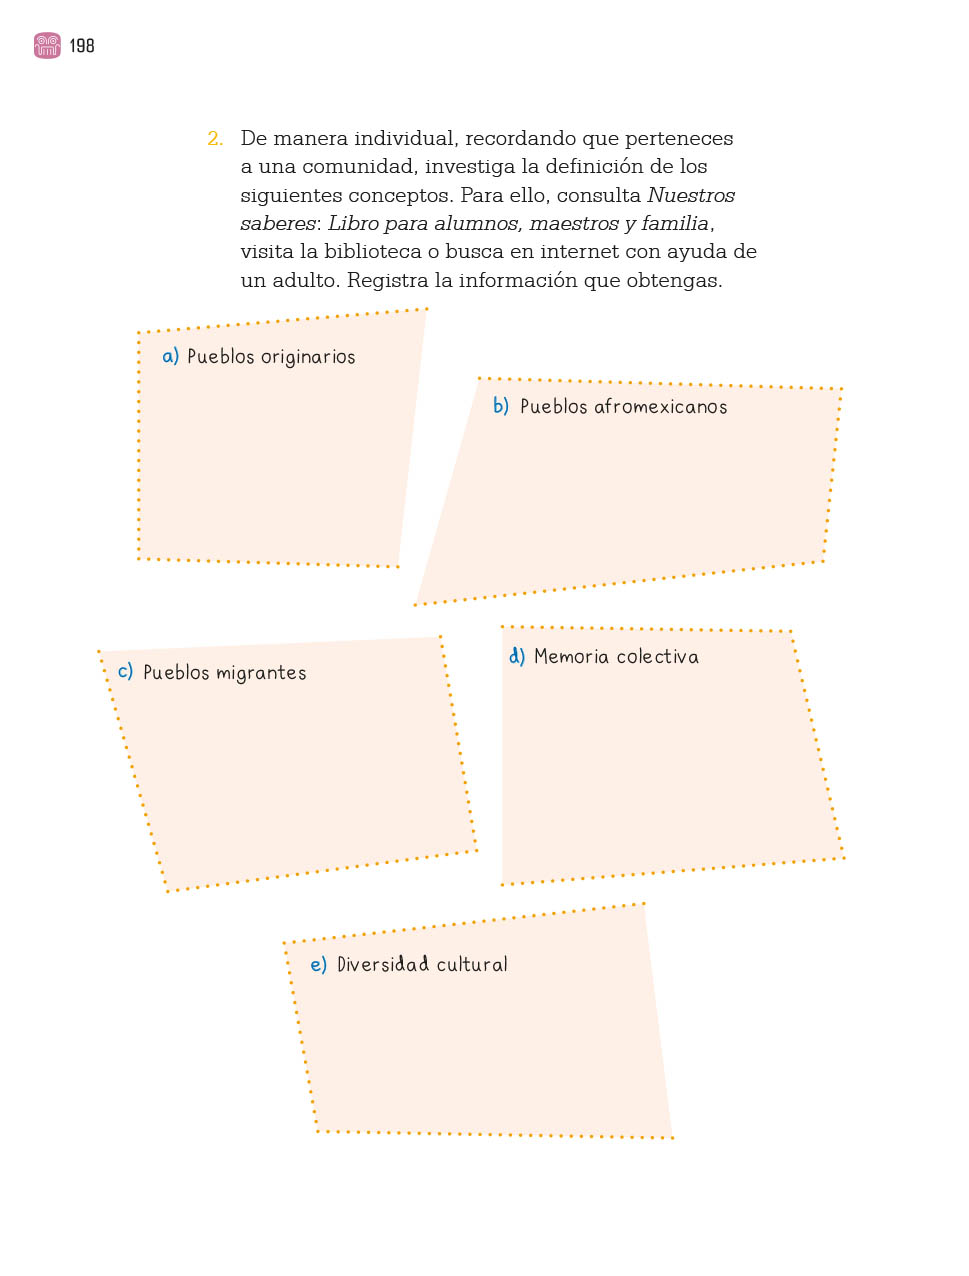 198
2. De manera individual, recordando que perteneces
a una comunidad, investiga la definición de los
siguientes conceptos. Para ello, consulta Nuestros
saberes: Libro para alumnos, maestros y familia,
visita la biblioteca o busca en internet con ayuda de
un adulto. Registra la información que obtengas.
a) Pueblos originarios
b) Pueblos afromexicanos
c) Pueblos migrantes
d) Memoria colectiva
e) Diversidad cultural